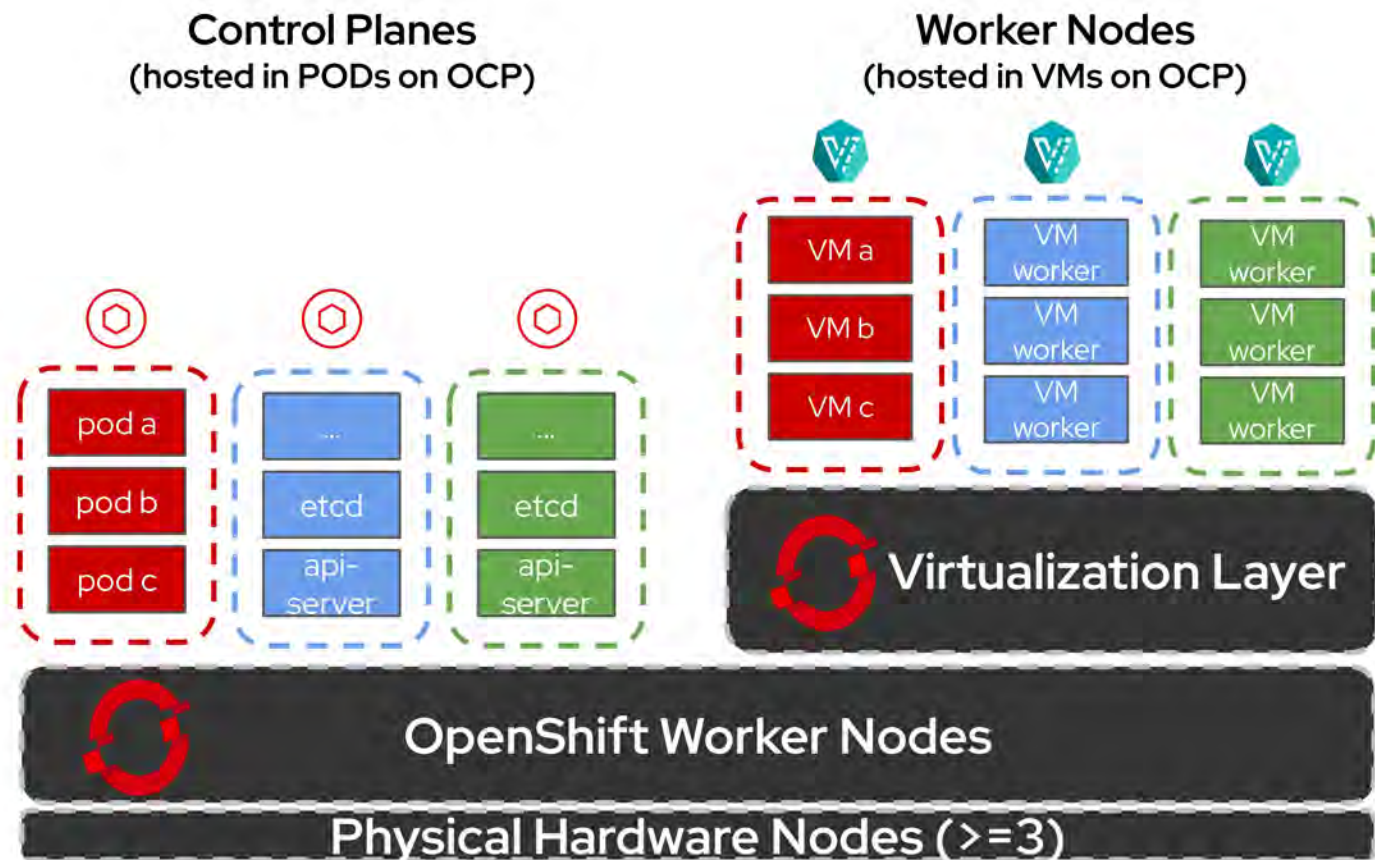 Control Planes
(hosted in PODs on OCP)
Worker Nodes
(hosted in VMs on OCP)
pod a
pod b
pod c
...
etcd
api-
server
...
etcd
api-
server
VM a
VM b
VM c
VM
worker
VM
worker
VM
worker
VM
worker
VM
worker
VM
worker
Virtualization Layer
OpenShift Worker Nodes
Physical Hardware Nodes (>=3)